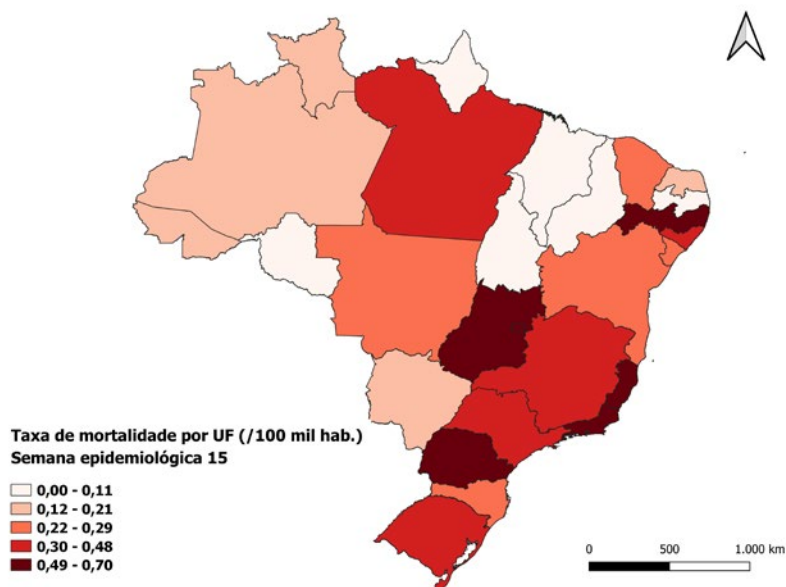 Taxa de mortalidade por UF (/100 mil hab.)
Semana epidemiológica 15
0,00 - 0,11
0,12 - 0,21
0,22 - 0,29
0,30 - 0,48
0,49 - 0,70
0 500 1.000 km